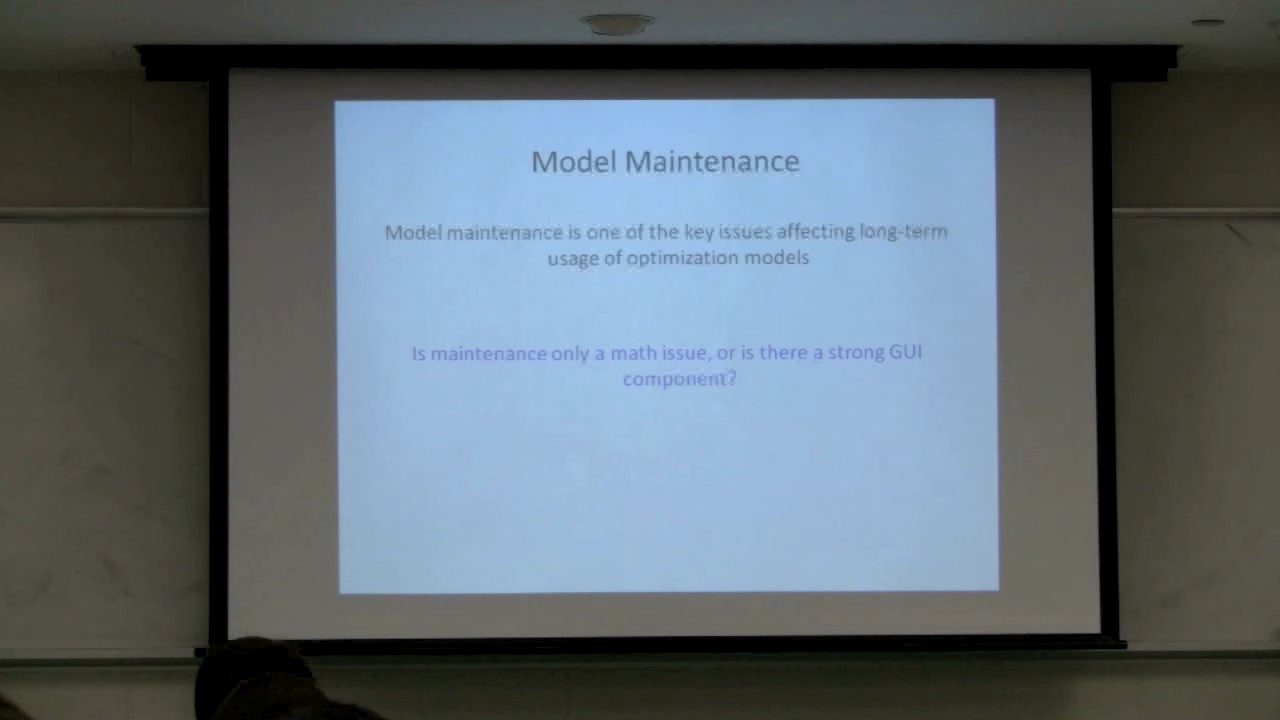 Model Maintenance
Model maintenance is one of the key issues affecting long-term
usage of optimization models
Is maintenance only a math issue, or is there a strong GUI
component?